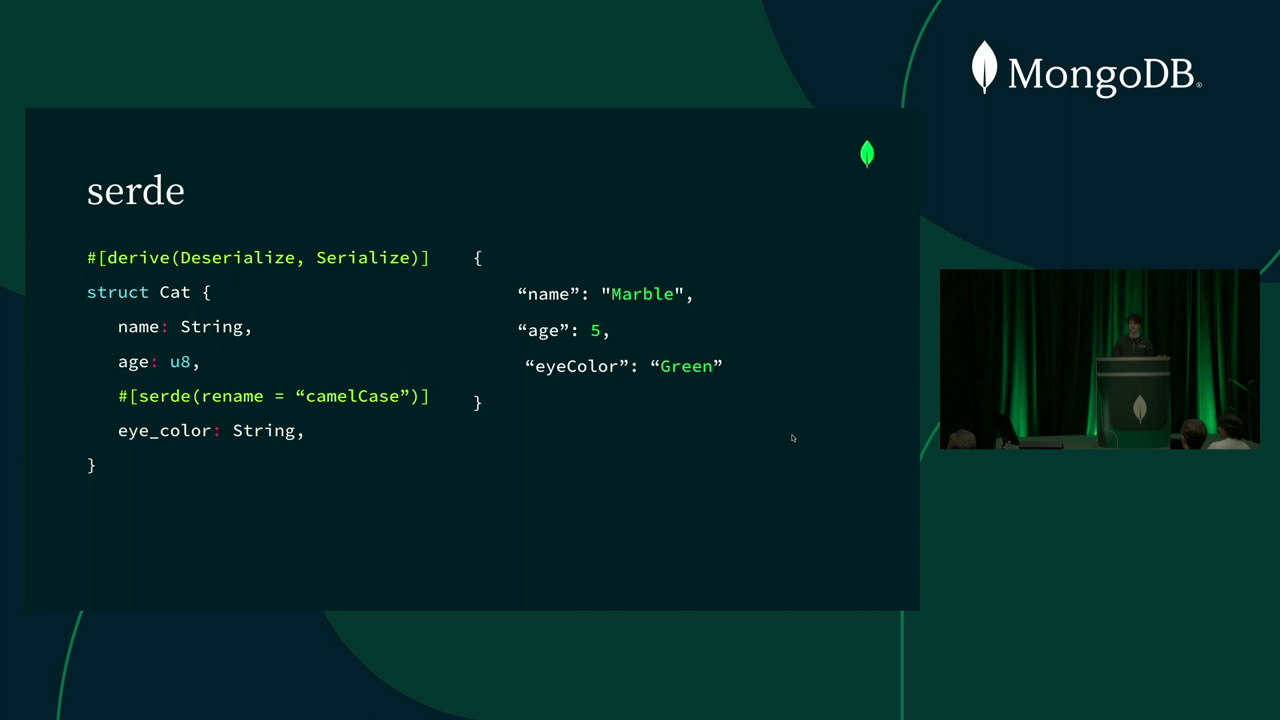 MongoDB®
serde
#[derive(Deserialize, Serialize)]
struct Cat {
name: String,
age: u8,
#[serde(rename = “camelCase”)]
eye_color: String,
}
{
“name”: "Marble",
“age”: 5,
“eyeColor”: “Green”
}